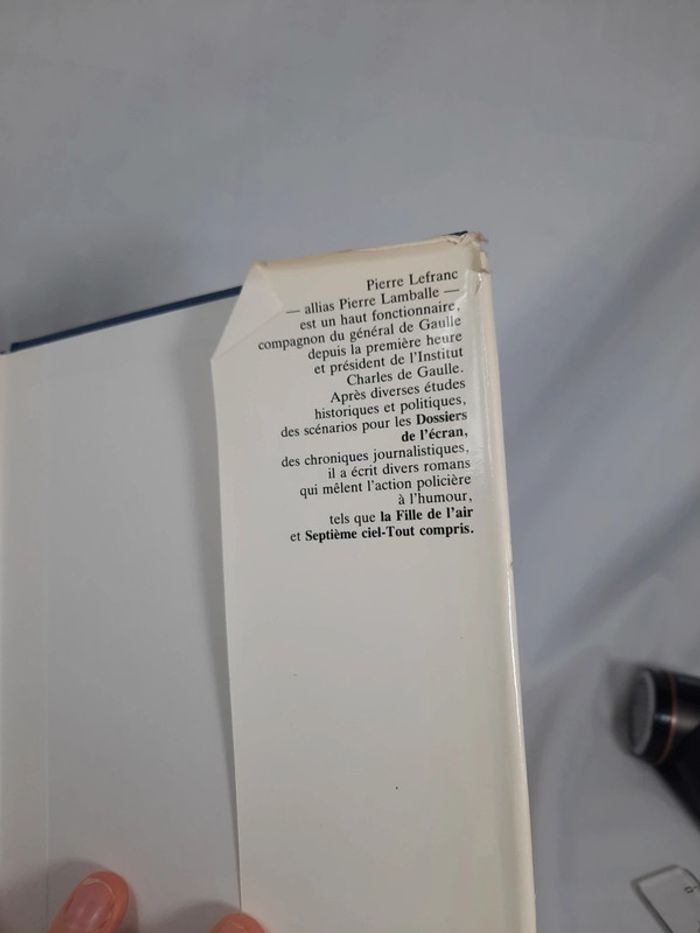 Pierre Lefranc
— allias Pierre Lamballe —
est un haut fonctionnaire,
compagnon du général de Gaulle
depuis la première heure
et président de l'Institut
Charles de Gaulle.
Après diverses études
historiques et politiques,
des scénarios pour les Dossiers
de l'écran,
des chroniques journalistiques,
il a écrit divers romans
qui mêlent l'action policière
à l'humour,
tels que la Fille de l'air
et Septième ciel-Tout compris.